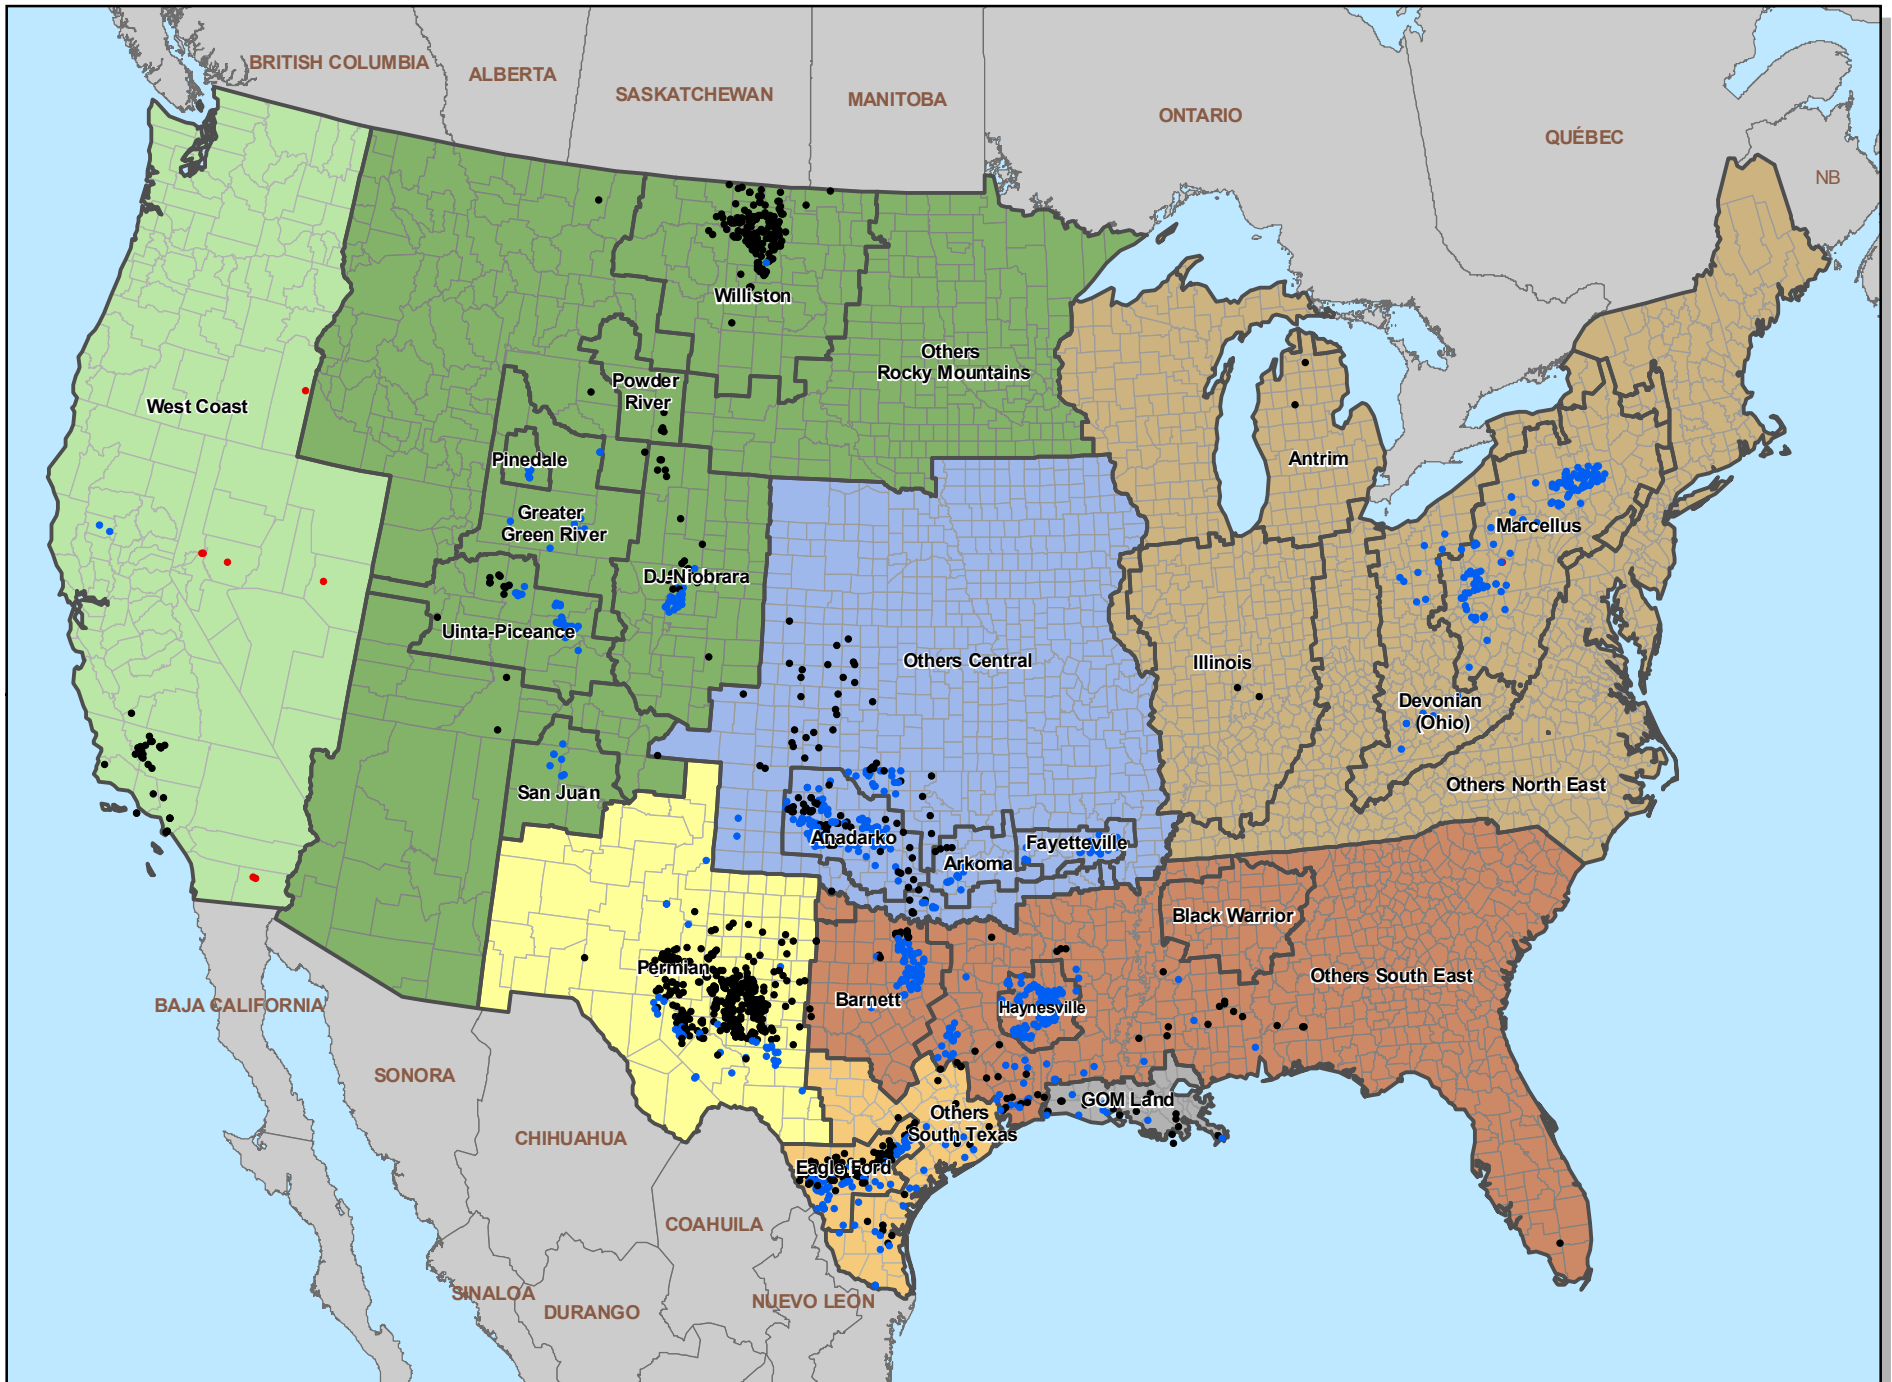 BRITISH COLUMBIA
ALBERTA
SASKATCHEWAN
MANITOBA
ONTARIO
QUÉBEC
NB
Williston
Others
Rocky Mountains
Powder
River
West Coast
Pinedale
Antrim
Greater
Green River
Marcellus
DJ-Niobrara
Uinta-Piceance
Others Central
Illinois
Devonian
(Ohio)
San Juan
Others North East
Anadarko
Fayetteville
Arkoma
Black Warrior
Permian
Others South East
Barnett
Haynesville
BAJA CALIFORNIA
SONORA
GOM Land
Others
South Texas
CHIHUAHUA
Eagle Ford
COAHUILA
SINALOA
DURANGO
NUEVO LEÓN